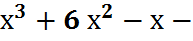 x³ + 6 x² − x −